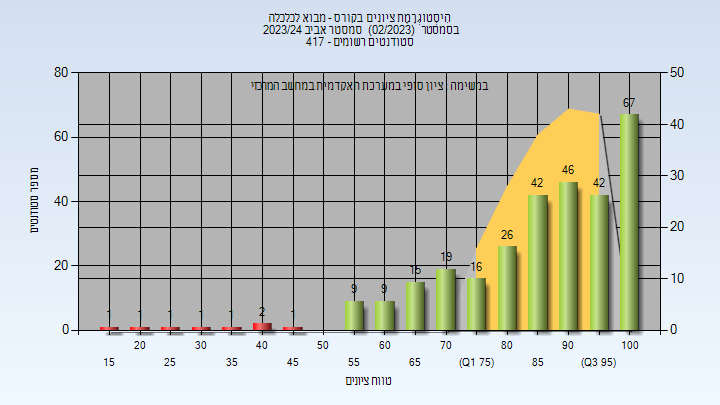 היסטוגרמת ציונים בקורס - מבוא לכלכלה
בסמסטר (02/2023) סמסטר אביב 2023/24
סטודנטים רשומים - 417
במשימה: ציון סופי במערכת האקדמית במחשב המרכזי
80
60
40
20
0
50
40
30
20
10
0
מספר סטודנטים
1 1 1 1 1 2 1 9 9 15 19 16 26 42 46 42 67
20 30 40 50 60 70 80 90 100
15 25 35 45 55 65 (Q1 75) 85 (Q3 95)
טווח ציונים